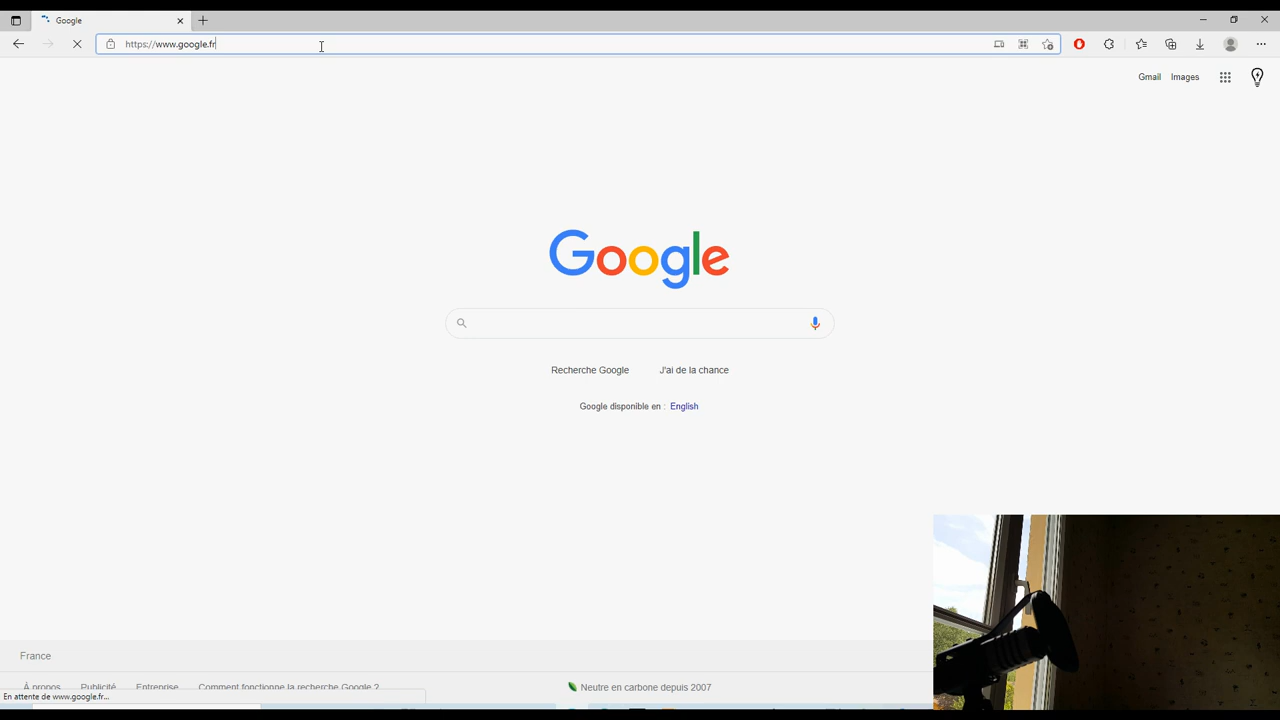 Google
https://www.google.fr
Gmail Images
Google
Recherche Google J'ai de la chance
Google disponible en : English
France
À propos Publicité Entreprise Comment fonctionne la recherche Google ? Neutre en carbone depuis 2007
En attente de www.google.fr...